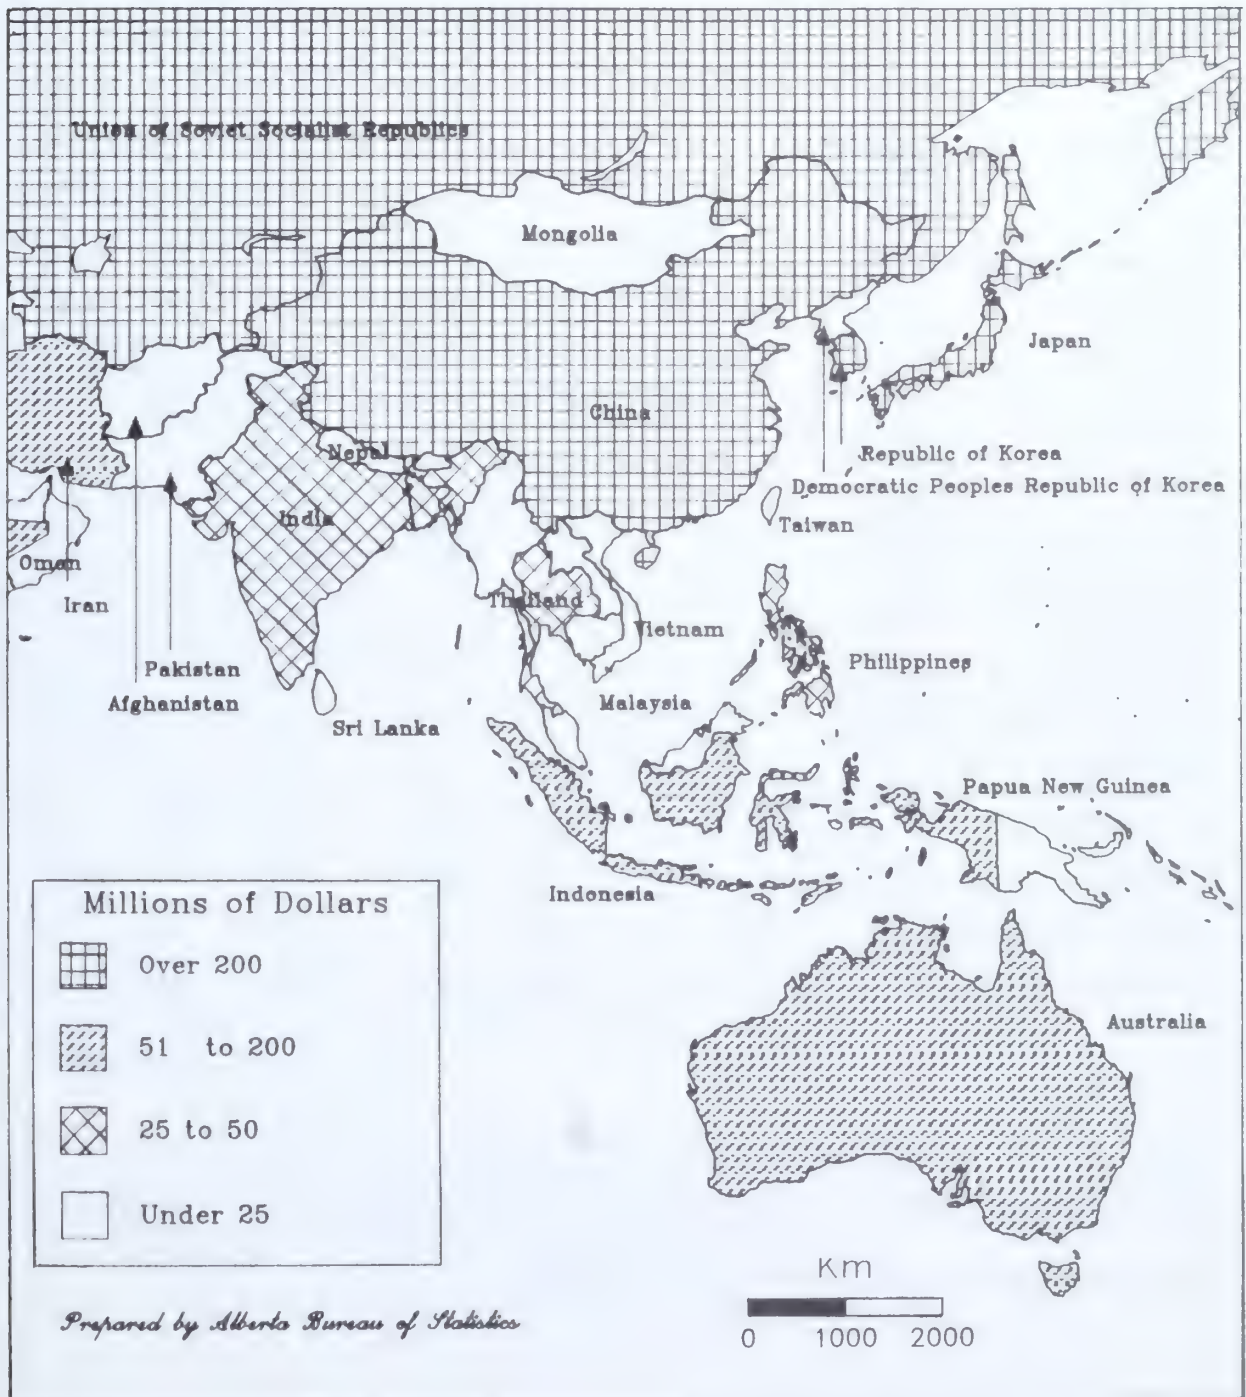 Union of Soviet Socialist Republics
Mongolia
Japan
China
Nepal
Republic of Korea
Democratic Peoples Republic of Korea
India
Taiwan
Oman
Iran
Thailand
Vietnam
Pakistan
Philippines
Afghanistan
Malaysia
Sri Lanka
Papua New Guinea
Indonesia
Millions of Dollars
Over 200
51 to 200
Australia
25 to 50
Under 25
Km
0 1000 2000
Prepared by Alberta Bureau of Statistics